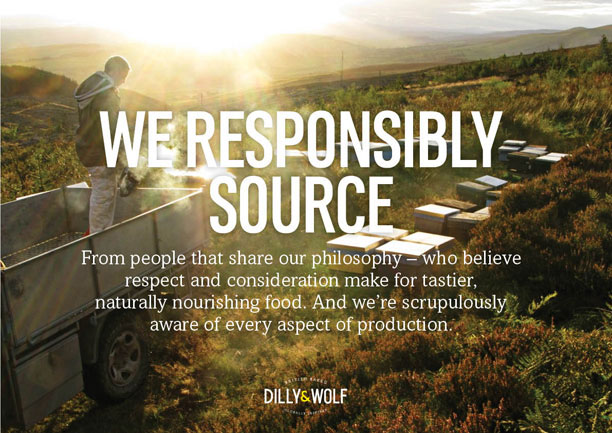 WE RESPONSIBLY
SOURCE
From people that share our philosophy – who believe
respect and consideration make for tastier,
naturally nourishing food. And we’re scrupulously
aware of every aspect of production.
DILLY&WOLF